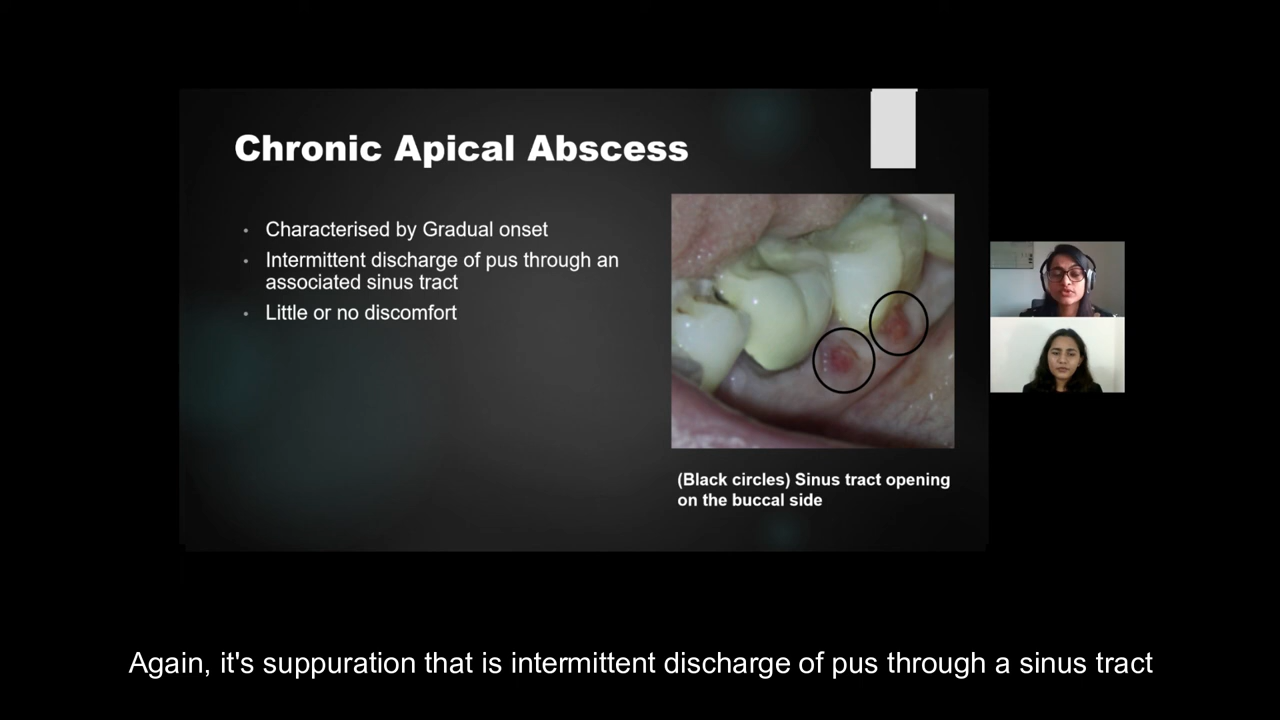 Chronic Apical Abscess
Characterised by Gradual onset
Intermittent discharge of pus through an
associated sinus tract
Little or no discomfort
(Black circles) Sinus tract opening
on the buccal side
Again, it's suppuration that is intermittent discharge of pus through a sinus tract